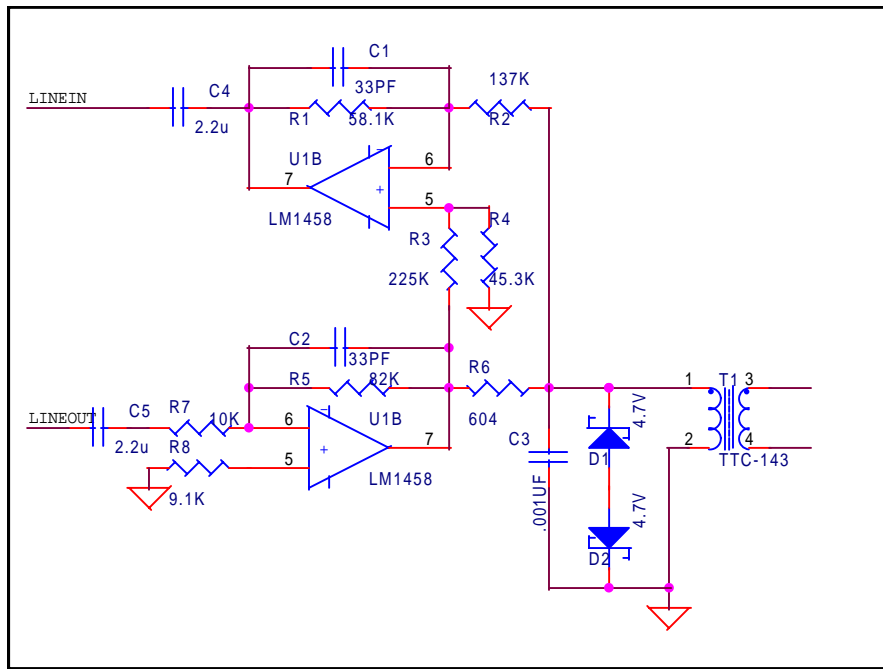 C1
C4
33PF
137K
LINEIN
R1
58.1K
R2
2.2u
U1B
-
6
7
+
5
LM1458
R3
R4
225K
45.3K
C2
33PF
R6
1
T1
3
R5
82K
4.7V
LINEOUT
C5
R7
10K
6
-
U1B
604
2.2u
R8
7
C3
2
4
5
+
D1
TTC-143
9.1K
LM1458
.001UF
4.7V
D2